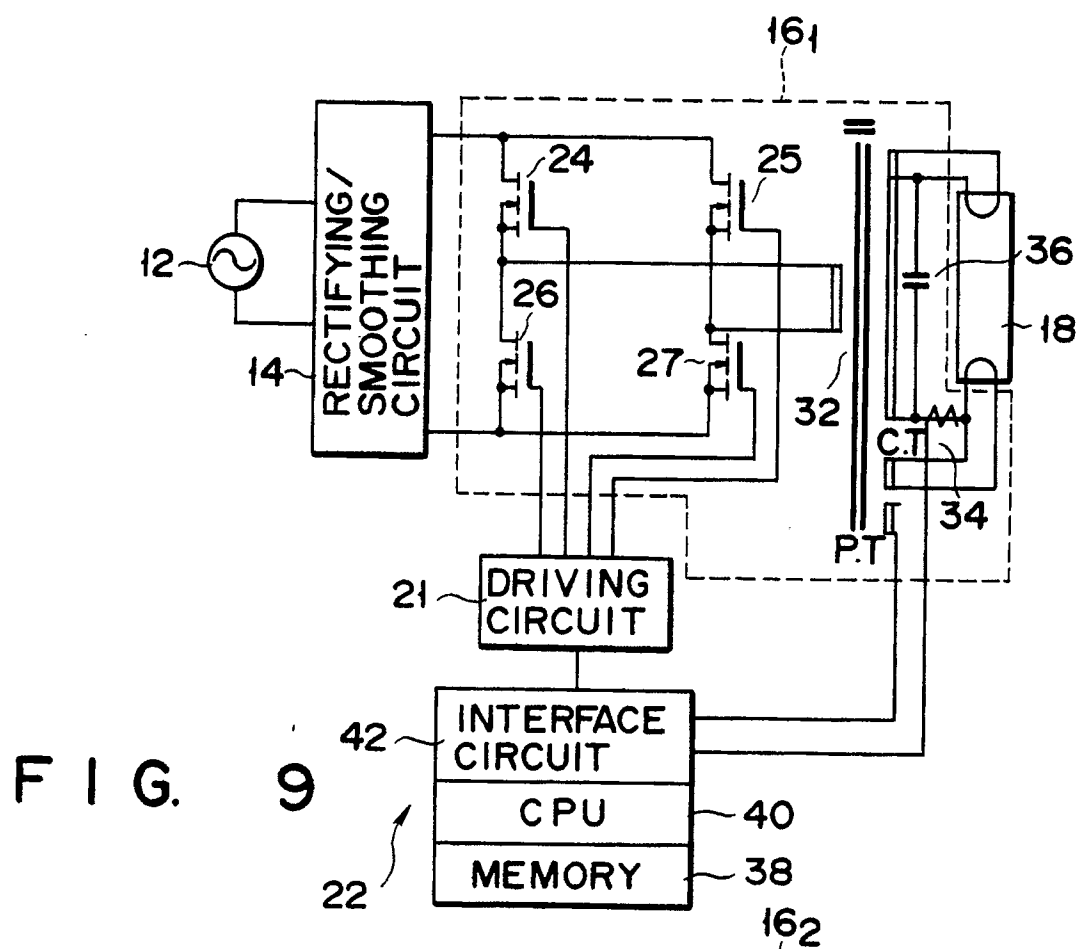 16₁
24
25
RECTIFYING/
SMOOTHING
CIRCUIT
12
14
26
27
32
36
18
C.T
34
P.T
21
DRIVING
CIRCUIT
42
INTERFACE
CIRCUIT
FIG. 9
CPU
40
22
MEMORY
38
16₂